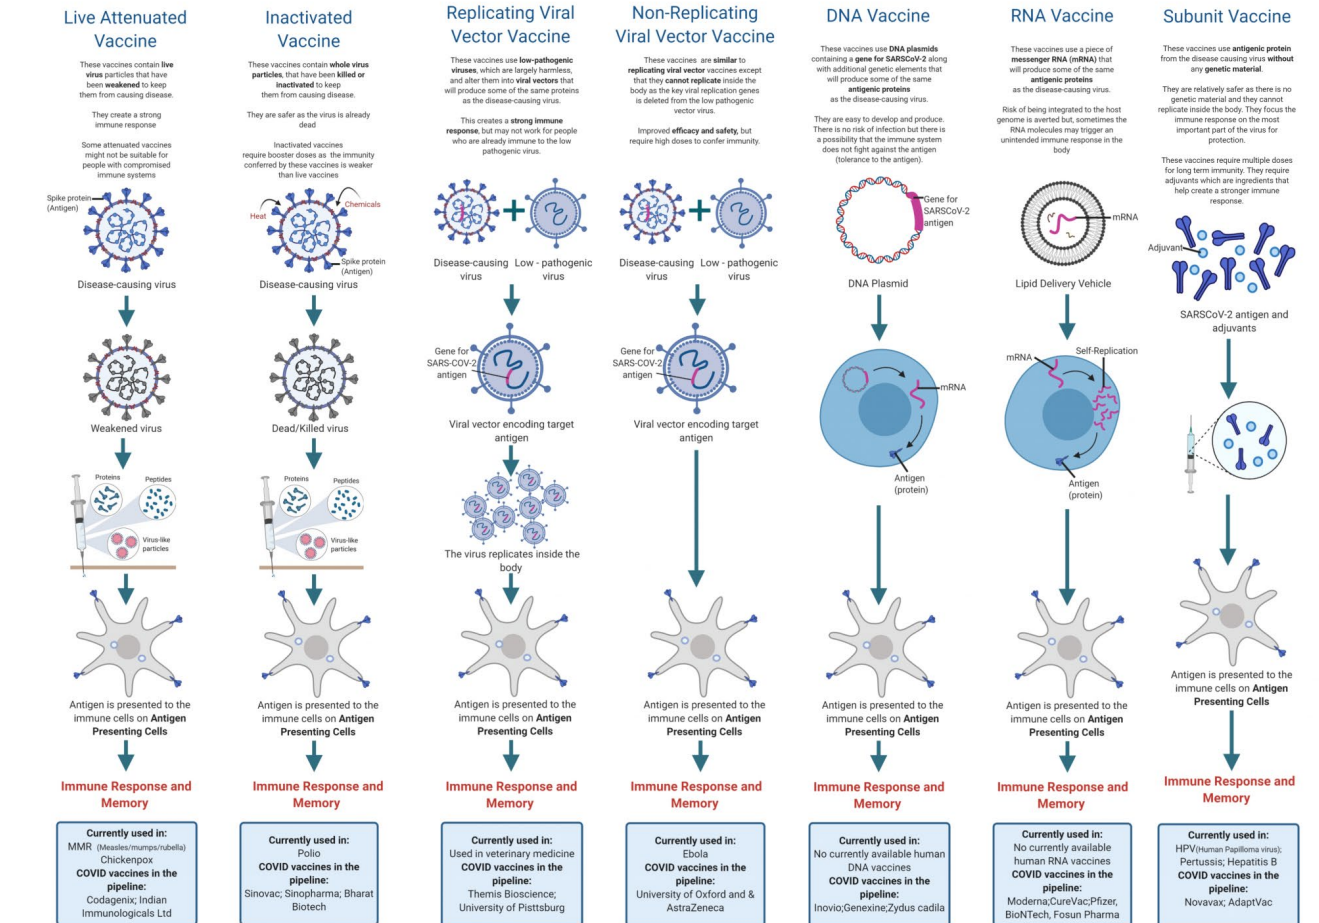 Live Attenuated
Vaccine
These vaccines contain live
virus particles that have
been weakened to keep
them from causing disease.
They create a strong
immune response
Some attenuated vaccines
might not be suitable for
people with compromised
immune systems
Spike protein
(Antigen)
Disease-causing virus
Weakened virus
Proteins
Peptides
Virus-like
particles
Antigen is presented to the
immune cells on Antigen
Presenting Cells
Immune Response and
Memory
Currently used in:
MMR (Measles/mumps/rubella)
Chickenpox
COVID vaccines in the
pipeline:
Codagenix; Indian
Immunologicals Ltd
Inactivated
Vaccine
These vaccines contain whole virus
particles, that have been killed or
inactivated to keep
them from causing disease.
They are safer as the virus is already
dead
Inactivated vaccines
require booster doses as the immunity
conferred by these vaccines is weaker
than live vaccines
Heat
Chemicals
Spike protein
(Antigen)
Disease-causing virus
Dead/Killed virus
Proteins
Peptides
Virus-like
particles
Antigen is presented to the
immune cells on Antigen
Presenting Cells
Immune Response and
Memory
Currently used in:
Polio
COVID vaccines in the
pipeline:
Sinovac; Sinopharma; Bharat
Biotech
Replicating Viral
Vector Vaccine
These vaccines use low-pathogenic
viruses, which are largely harmless,
and alter them into viral vectors that
will produce some of the same proteins
as the disease-causing virus.
This creates a strong immune
response, but may not work for people
who are already immune to the low
pathogenic virus.
Disease-causing
virus
Low - pathogenic
virus
Gene for
SARS-COV-2
antigen
Viral vector encoding target
antigen
The virus replicates inside the
body
Antigen is presented to the
immune cells on Antigen
Presenting Cells
Immune Response and
Memory
Currently used in:
Used in veterinary medicine
COVID vaccines in the
pipeline:
Themis Bioscience;
University of Pisttsburg
Non-Replicating
Viral Vector Vaccine
These vaccines are similar to
replicating viral vector vaccines except
that they cannot replicate inside the
body as the key viral replication genes
is deleted from the low pathogenic
vector virus.
Improved efficacy and safety, but
require high doses to confer immunity.
Disease-causing
virus
Low - pathogenic
virus
Gene for
SARS-COV-2
antigen
Viral vector encoding target
antigen
Antigen is presented to the
immune cells on Antigen
Presenting Cells
Immune Response and
Memory
Currently used in:
Ebola
COVID vaccines in the
pipeline:
University of Oxford and &
AstraZeneca
DNA Vaccine
These vaccines use DNA plasmids
containing a gene for SARSCoV-2 along
with additional genetic elements that
will produce some of the same
antigenic proteins
as the disease-causing virus.
They are easy to develop and produce.
There is no risk of infection but there is
a possibility that the immune system
does not fight against the antigen
(tolerance to the antigen).
Gene for
SARSCoV-2
antigen
DNA Plasmid
mRNA
Antigen
(protein)
Antigen is presented to the
immune cells on Antigen
Presenting Cells
Immune Response and
Memory
Currently used in:
No currently available human
DNA vaccines
COVID vaccines in the
pipeline:
Inovio;Genexine;Zydus cadila
RNA Vaccine
These vaccines use a piece of
messenger RNA (mRNA) that
will produce some of the same
antigenic proteins
as the disease-causing virus.
Risk of being integrated to the host
genome is averted but, sometimes the
RNA molecules may trigger an
unintended immune response in the
body
mRNA
Lipid Delivery Vehicle
mRNA
Self-Replication
Antigen
(protein)
Antigen is presented to the
immune cells on Antigen
Presenting Cells
Immune Response and
Memory
Currently used in:
No currently available
human RNA vaccines
COVID vaccines in the
pipeline:
Moderna;CureVac;Pfizer,
BioNTech, Fosun Pharma
Subunit Vaccine
These vaccines use antigenic protein
from the disease causing virus without
any genetic material.
They are relatively safer as there is no
genetic material and they cannot
replicate inside the body. They focus the
immune response on the most
important part of the virus for
protection.
These vaccines require multiple doses
for long term immunity. They require
adjuvants which are ingredients that
help create a stronger immune
response.
Adjuvant
SARSCoV-2 antigen and
adjuvants
Antigen is presented to the
immune cells on Antigen
Presenting Cells
Immune Response and
Memory
Currently used in:
HPV(Human Papilloma virus);
Pertussis; Hepatitis B
COVID vaccines in the
pipeline:
Novavax; AdaptVac